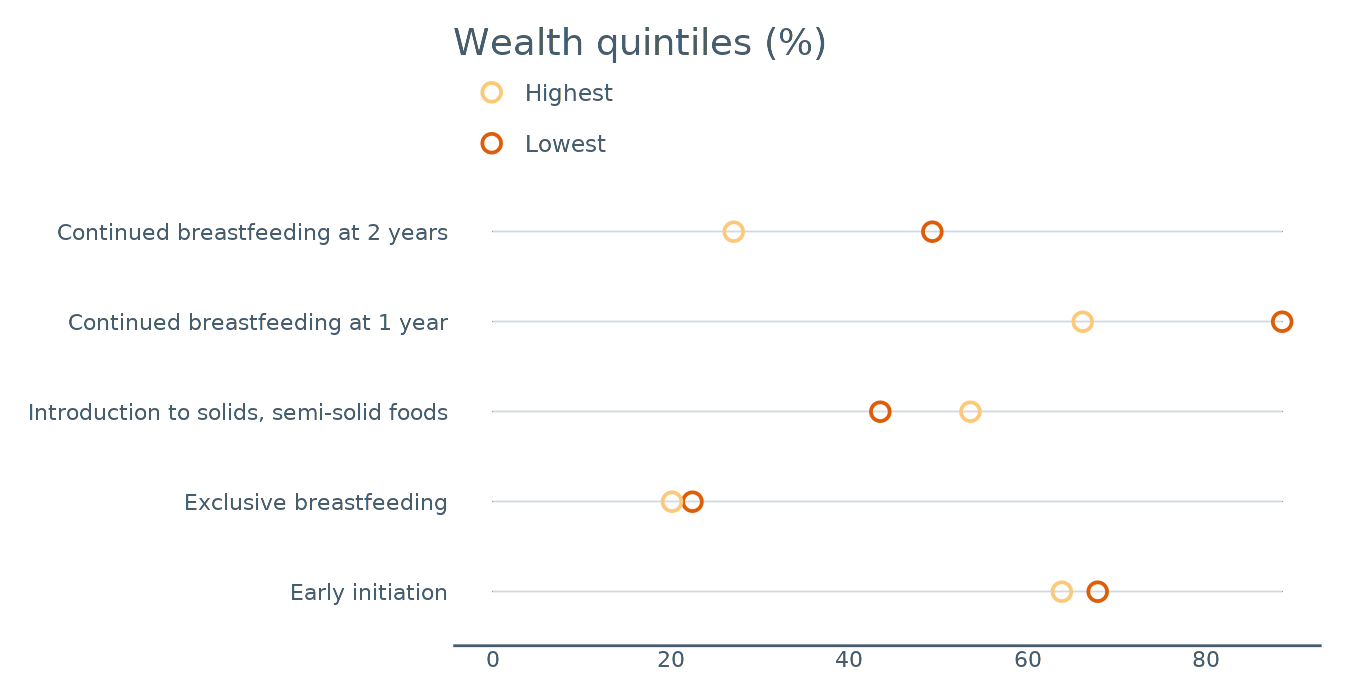 Wealth quintiles (%)
Highest
Lowest
Continued breastfeeding at 2 years
Continued breastfeeding at 1 year
Introduction to solids, semi-solid foods
Exclusive breastfeeding
Early initiation
0 20 40 60 80